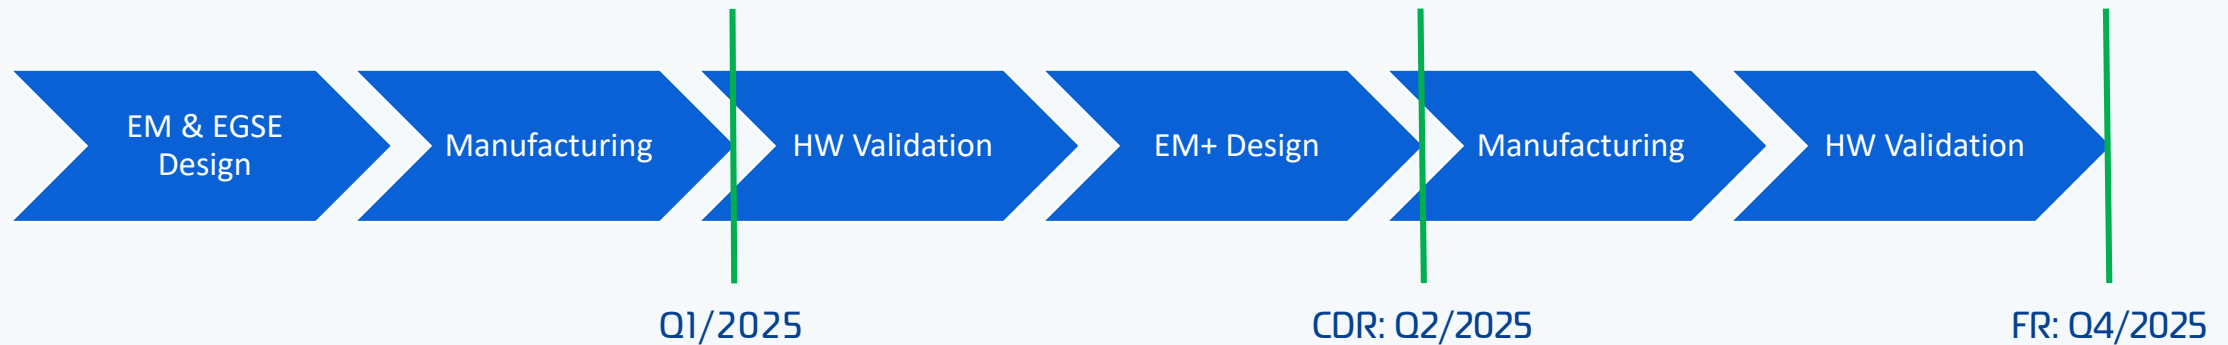 EM & EGSE
Design
Manufacturing
HW Validation
EM+ Design
Manufacturing
HW Validation
Q1/2025
CDR: Q2/2025
FR: Q4/2025